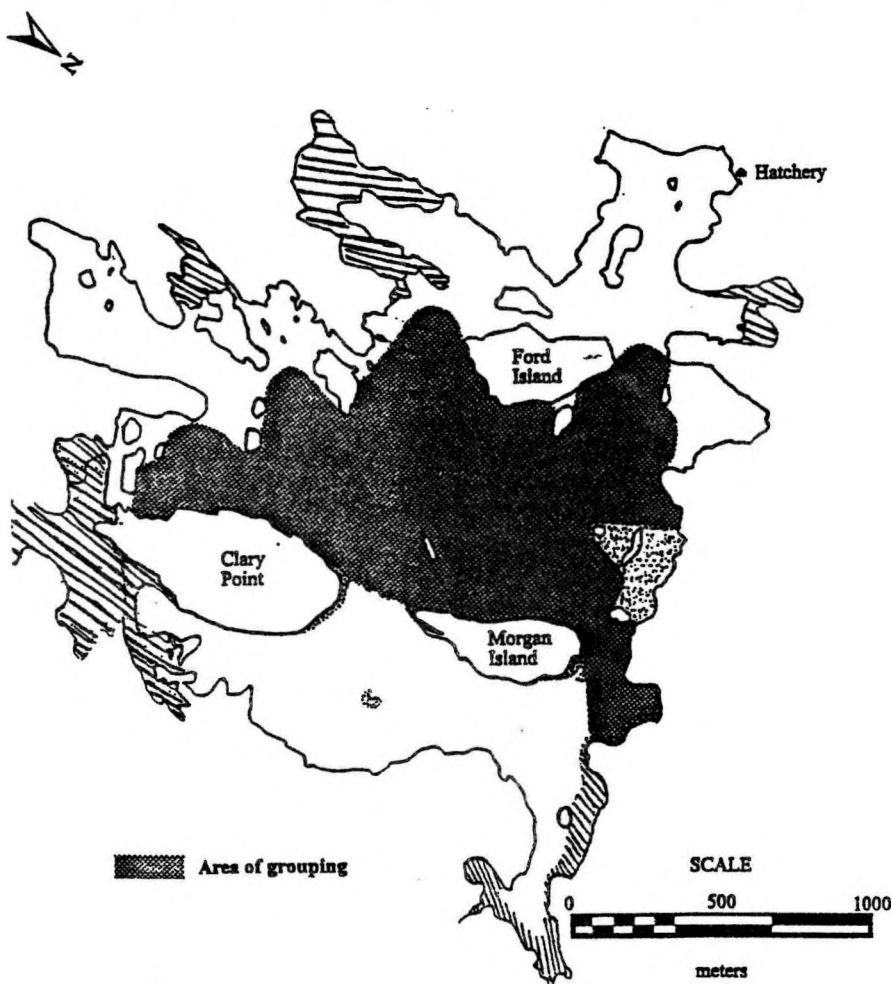 N
Hatchery
Ford
Island
Clary
Point
Morgan
Island
Area of grouping
SCALE
0 500 1000
meters